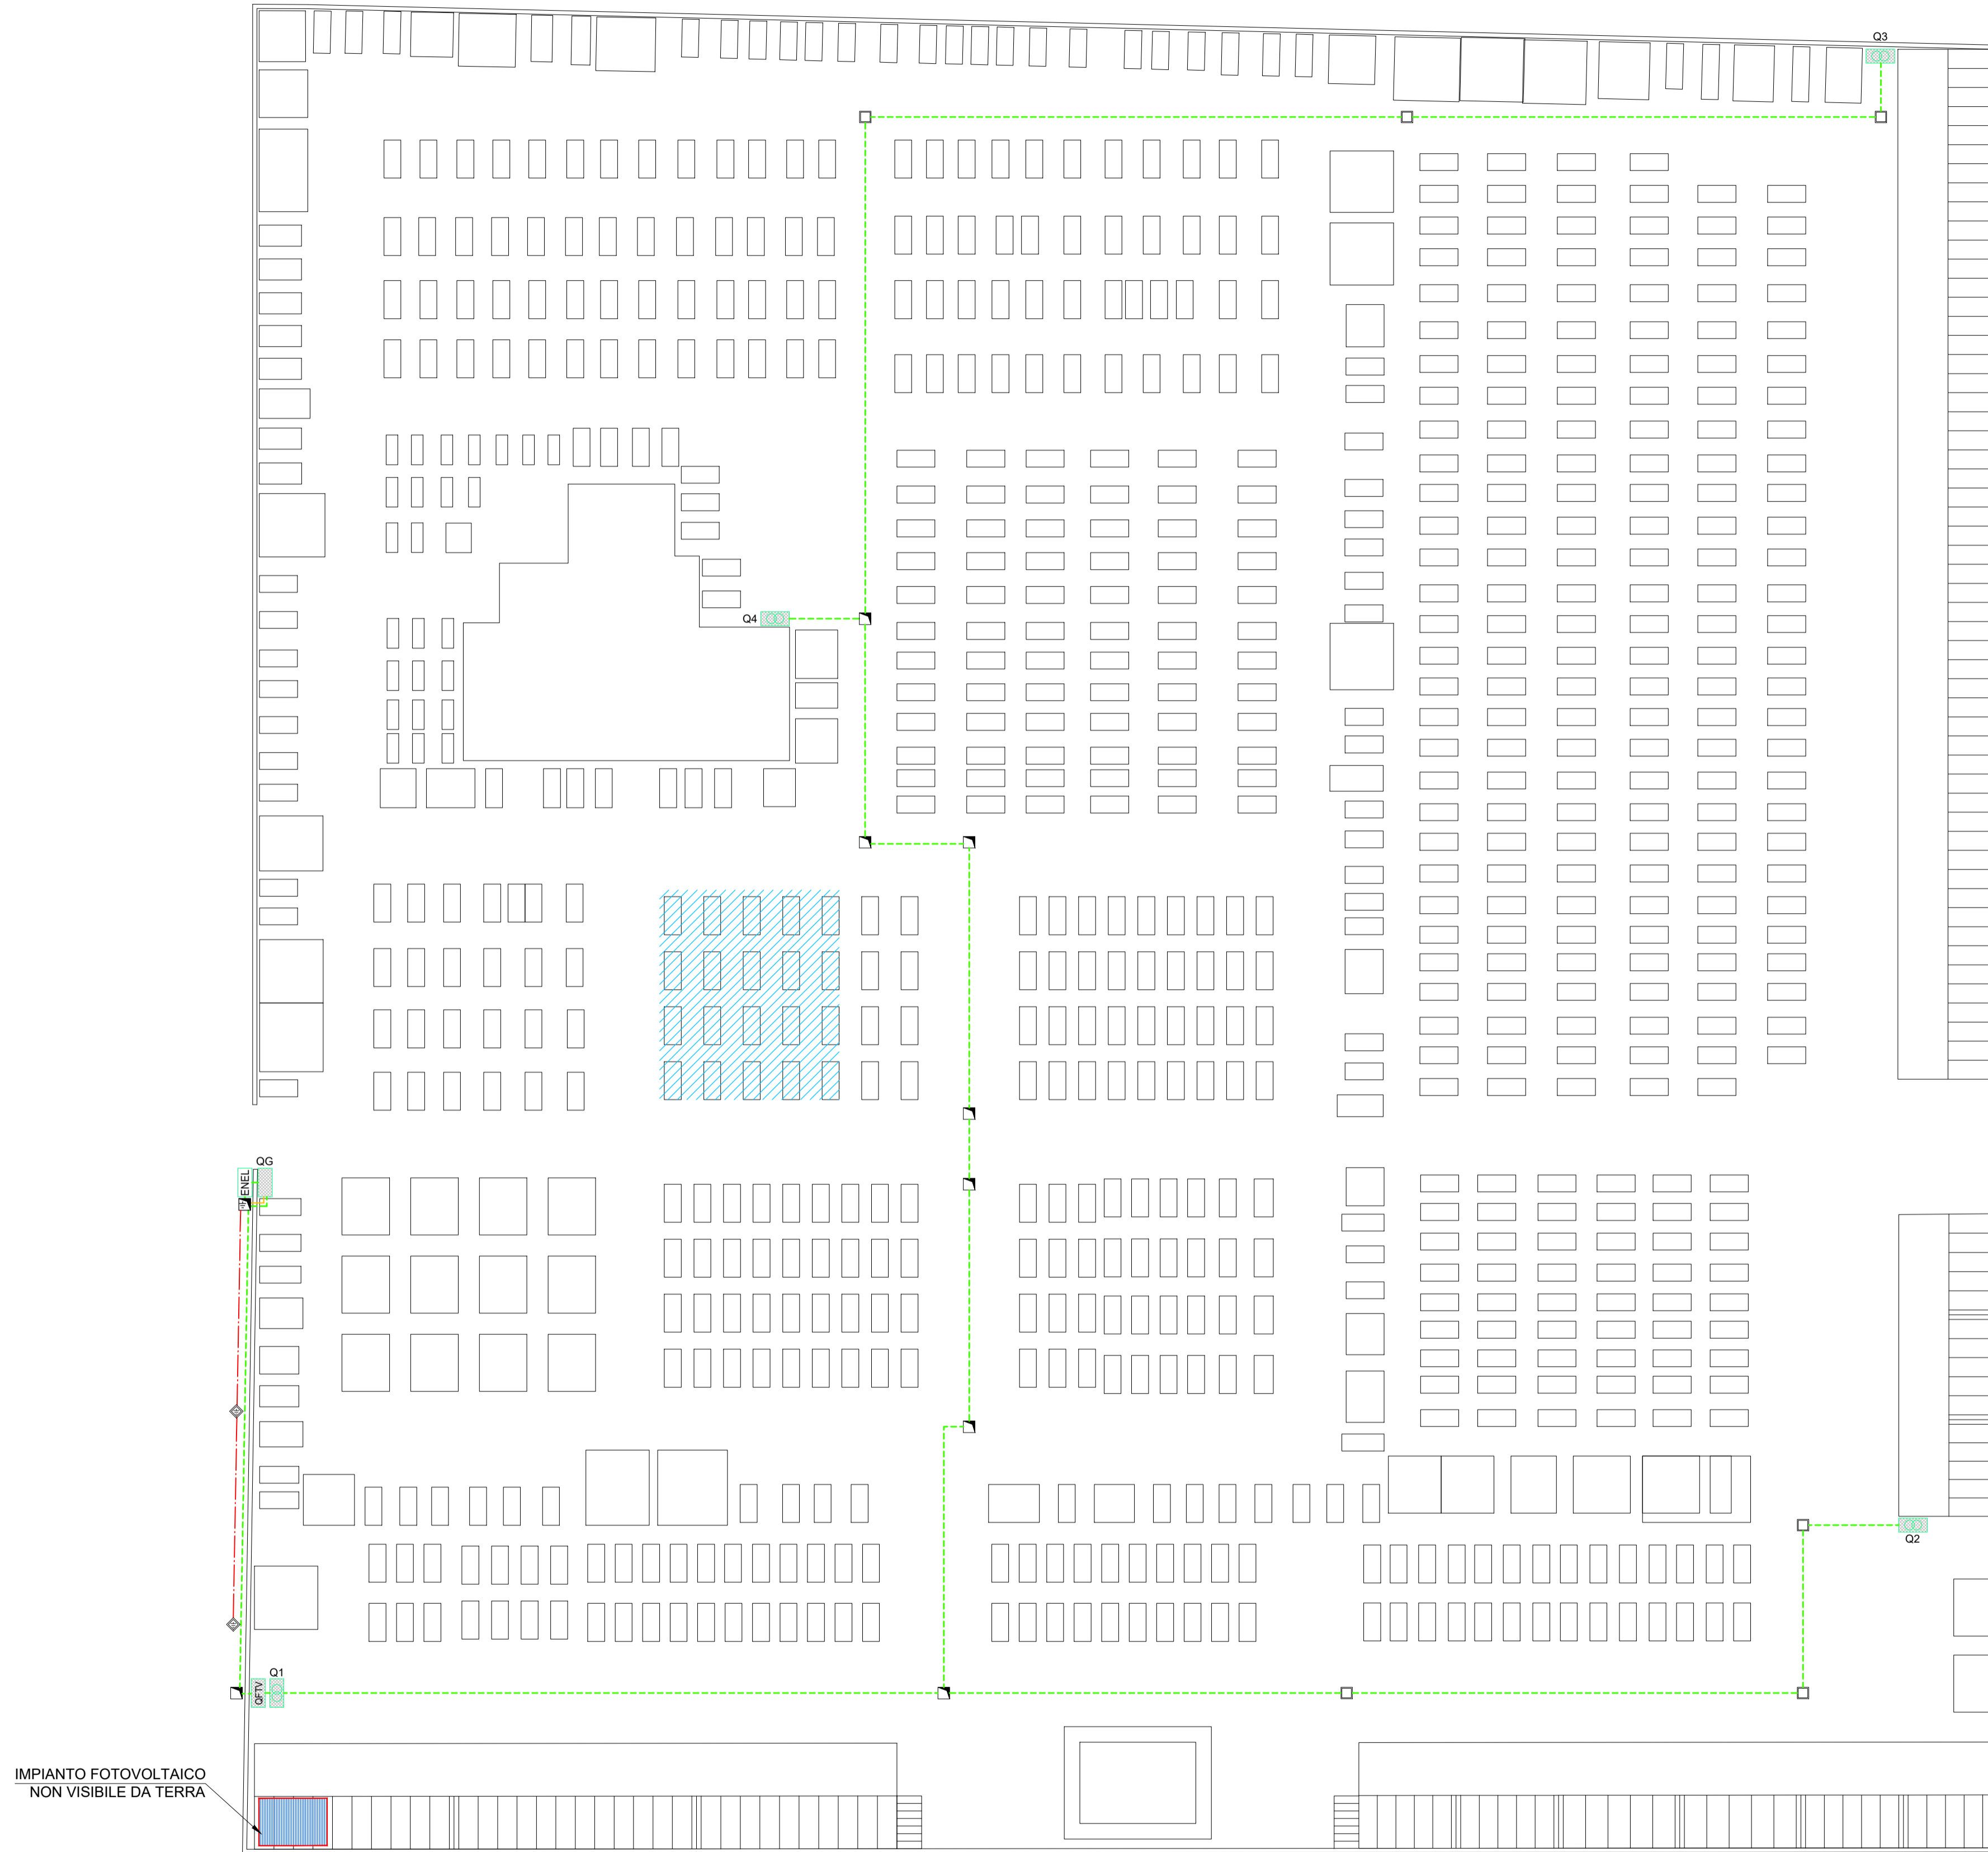 Q3
Q4
QG
ENEL
Q2
Q1
QFTV
IMPIANTO FOTOVOLTAICO
NON VISIBILE DA TERRA